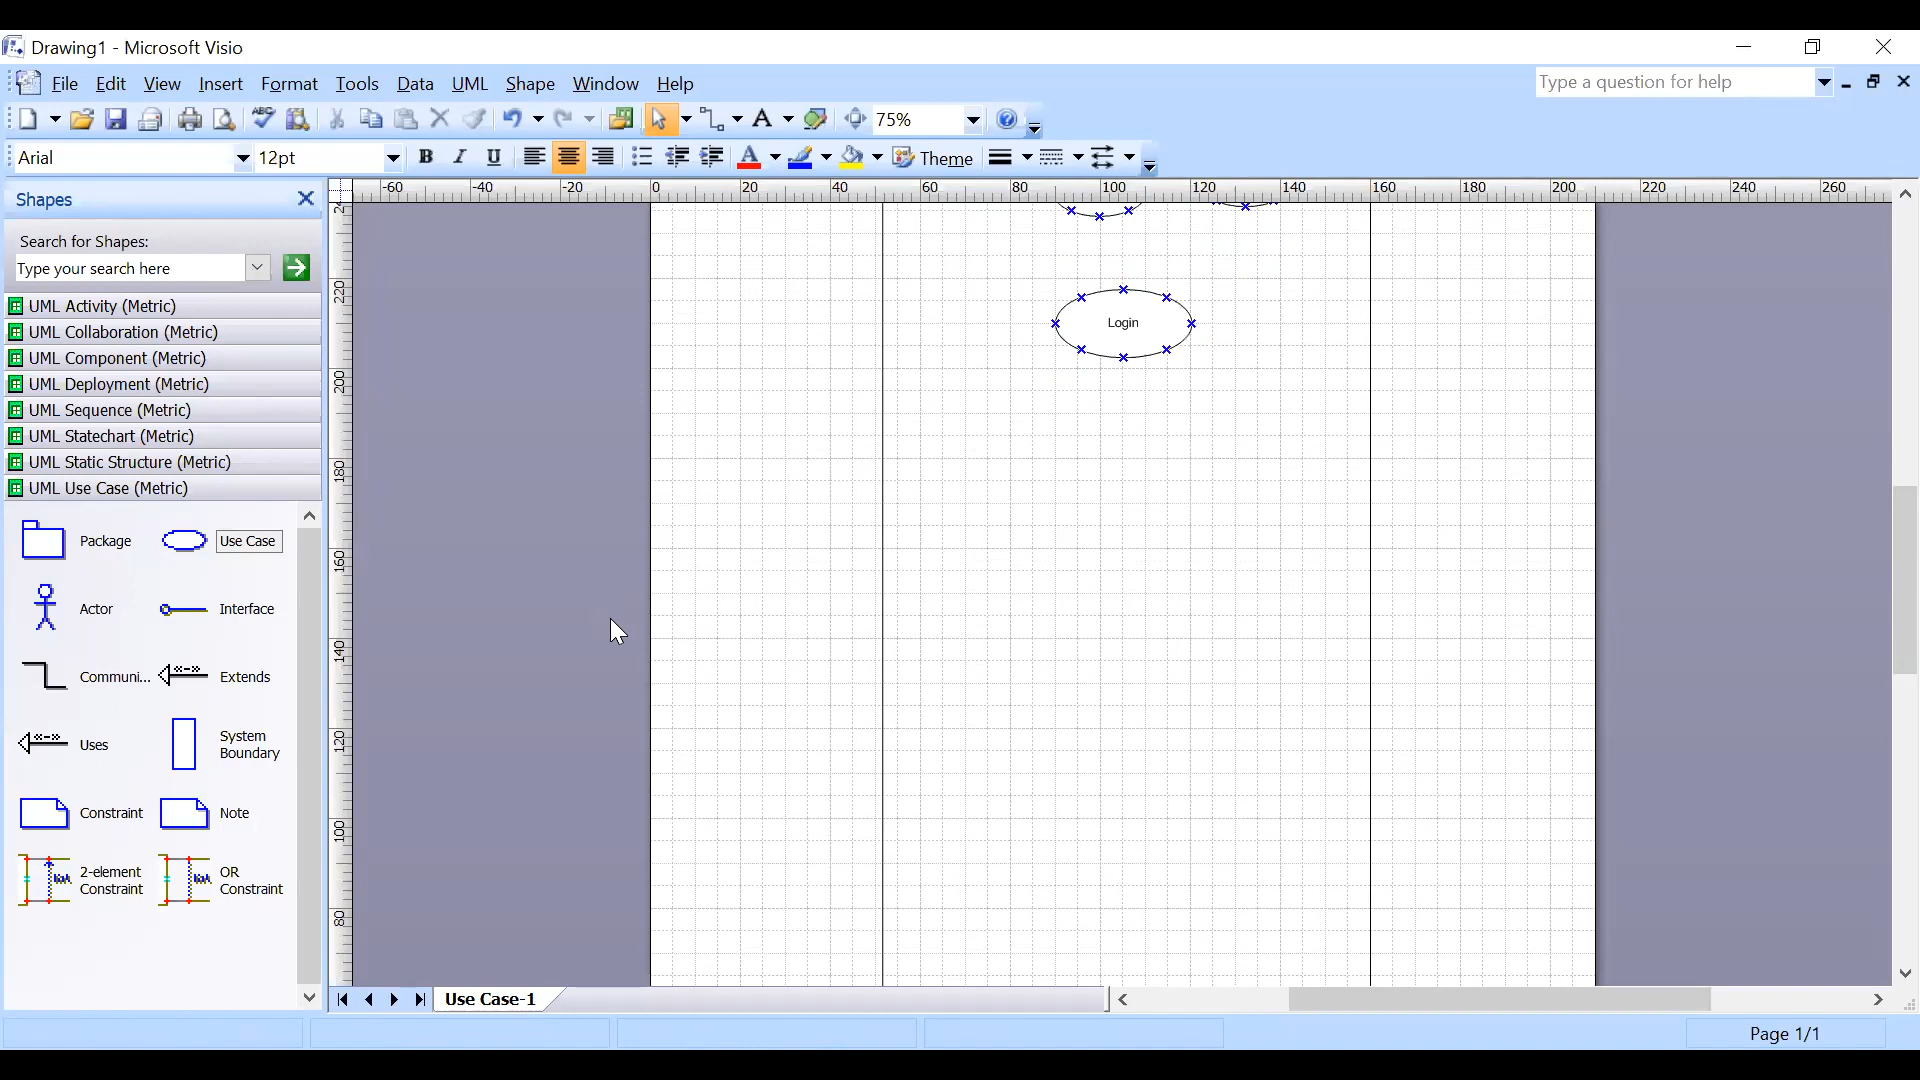 Drawing1 - Microsoft Visio
File Edit View Insert Format Tools Data UML Shape Window Help
Type a question for help
75%
Arial 12pt B I U A Theme
Shapes
-60 -40 -20 0 20 40 60 80 100 120 140 160 180 200 220 240 260
Search for Shapes:
Type your search here
UML Activity (Metric)
UML Collaboration (Metric)
UML Component (Metric)
UML Deployment (Metric)
UML Sequence (Metric)
UML Statechart (Metric)
UML Static Structure (Metric)
UML Use Case (Metric)
Package Use Case
Actor Interface
Communi... Extends
Uses System Boundary
Constraint Note
2-element Constraint OR Constraint
220
200
180
160
140
120
100
80
Login
Use Case-1
Page 1/1